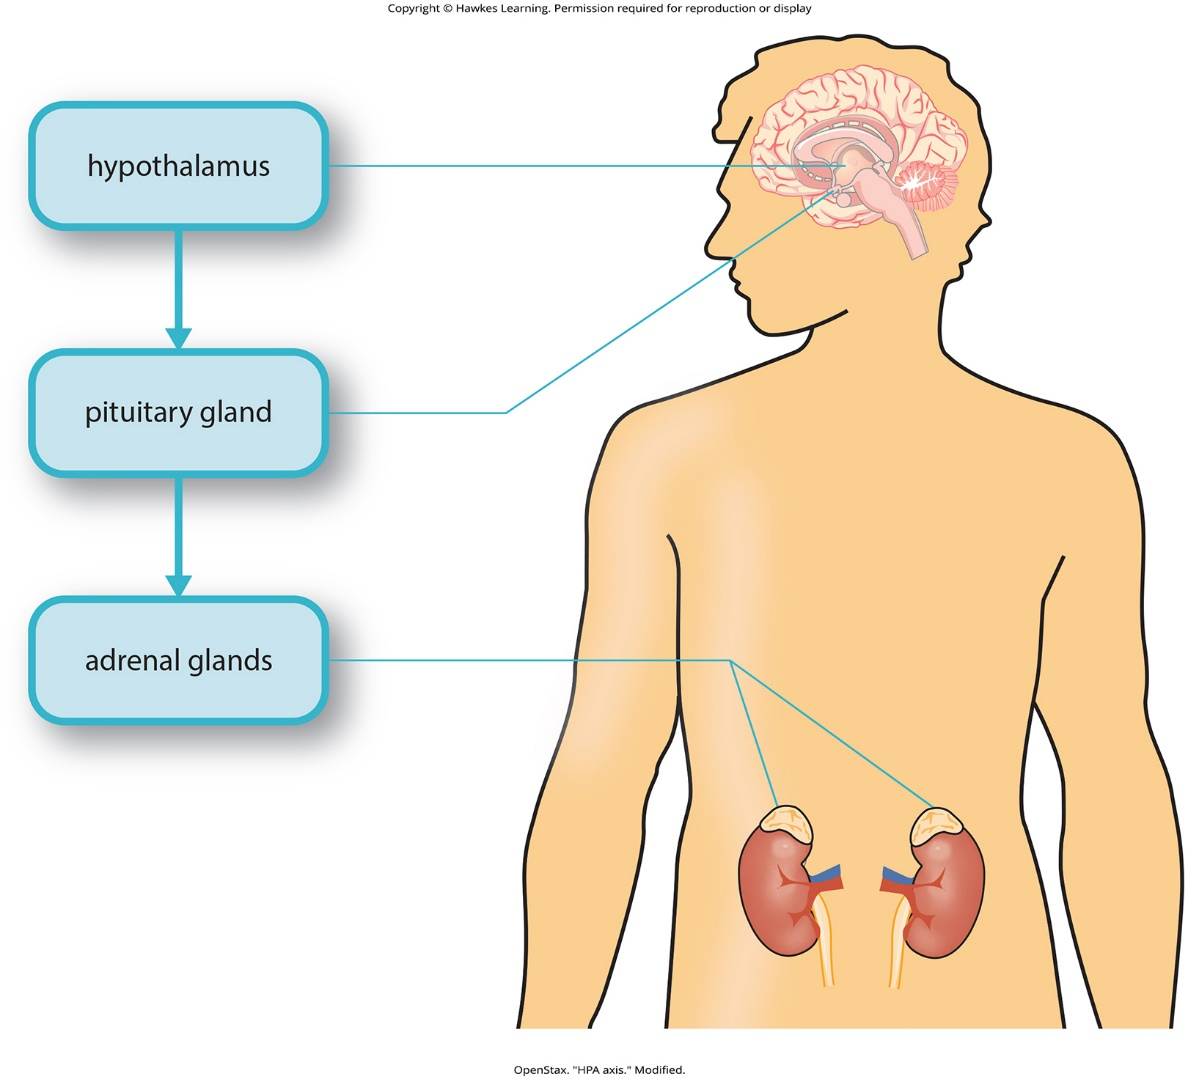 Copyright © Hawkes Learning. Permission required for reproduction or display
hypothalamus
pituitary gland
adrenal glands
OpenStax. "HPA axis." Modified.